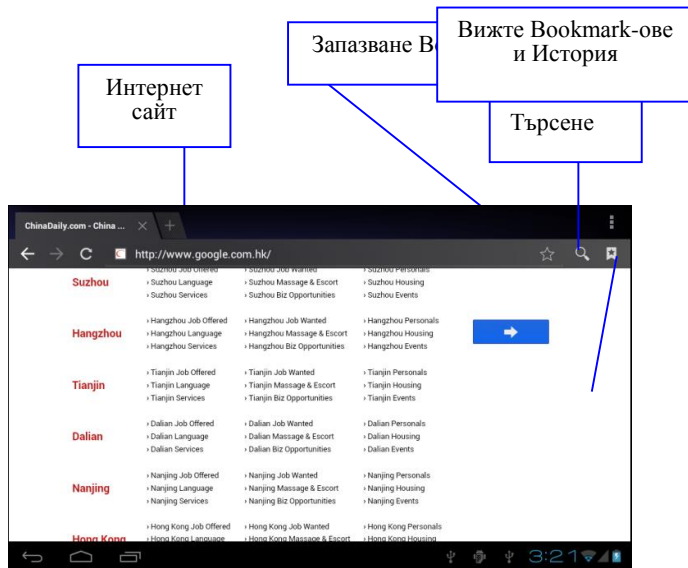 Запазване
Вижте Bookmark-ове
и История
Интернет
сайт
Търсене
ChinaDaily.com - China ...
http://www.google.com.hk/
› Suzhou Job Offered › Suzhou Job Wanted › Suzhou Personals
Suzhou › Suzhou Language › Suzhou Massage & Escort › Suzhou Housing
› Suzhou Services › Suzhou Biz Opportunities › Suzhou Events
› Hangzhou Job Offered › Hangzhou Job Wanted › Hangzhou Personals
Hangzhou › Hangzhou Language › Hangzhou Massage & Escort › Hangzhou Housing
› Hangzhou Services › Hangzhou Biz Opportunities › Hangzhou Events
› Tianjin Job Offered › Tianjin Job Wanted › Tianjin Personals
Tianjin › Tianjin Language › Tianjin Massage & Escort › Tianjin Housing
› Tianjin Services › Tianjin Biz Opportunities › Tianjin Events
› Dalian Job Offered › Dalian Job Wanted › Dalian Personals
Dalian › Dalian Language › Dalian Massage & Escort › Dalian Housing
› Dalian Services › Dalian Biz Opportunities › Dalian Events
› Nanjing Job Offered › Nanjing Job Wanted › Nanjing Personals
Nanjing › Nanjing Language › Nanjing Massage & Escort › Nanjing Housing
› Nanjing Services › Nanjing Biz Opportunities › Nanjing Events
› Hong Kong Job Offered › Hong Kong Job Wanted › Hong Kong Personals
Hong Kong › Hong Kong Language › Hong Kong Massage & Escort › Hong Kong Housing
3:21